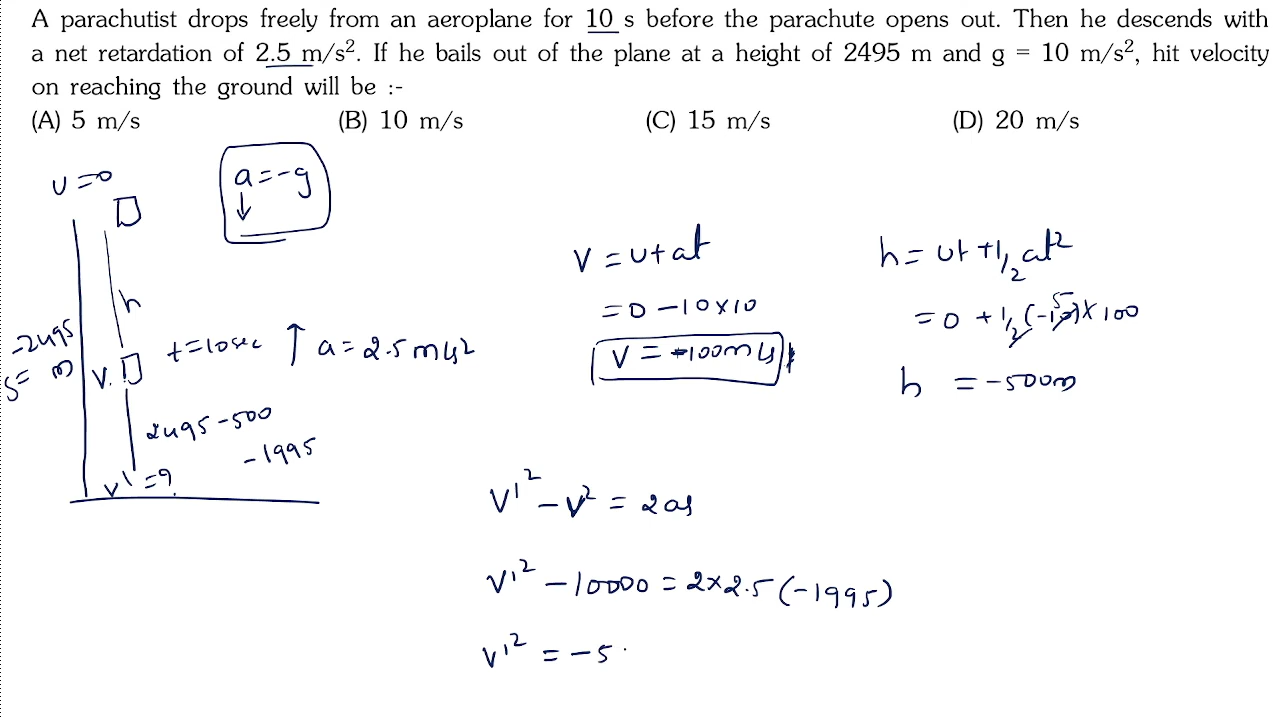 A parachutist drops freely from an aeroplane for 10 s before the parachute opens out. Then he descends with
a net retardation of 2.5 m/s². If he bails out of the plane at a height of 2495 m and g = 10 m/s², hit velocity
on reaching the ground will be :-
(A) 5 m/s (B) 10 m/s (C) 15 m/s (D) 20 m/s
u=0
a=-g
↓
h
-2495
s= m
v.
t=10sec ↑ a=2.5m/s²
2495-500
-1995
v'=?
v = u+at
=0-10×10
v = -100m/s
h= ut+1/2at²
=0+1/2(-10)×100
5
h =-500m
v'²-v²=2as
v'²-10000=2×2.5(-1995)
v'²=-5.